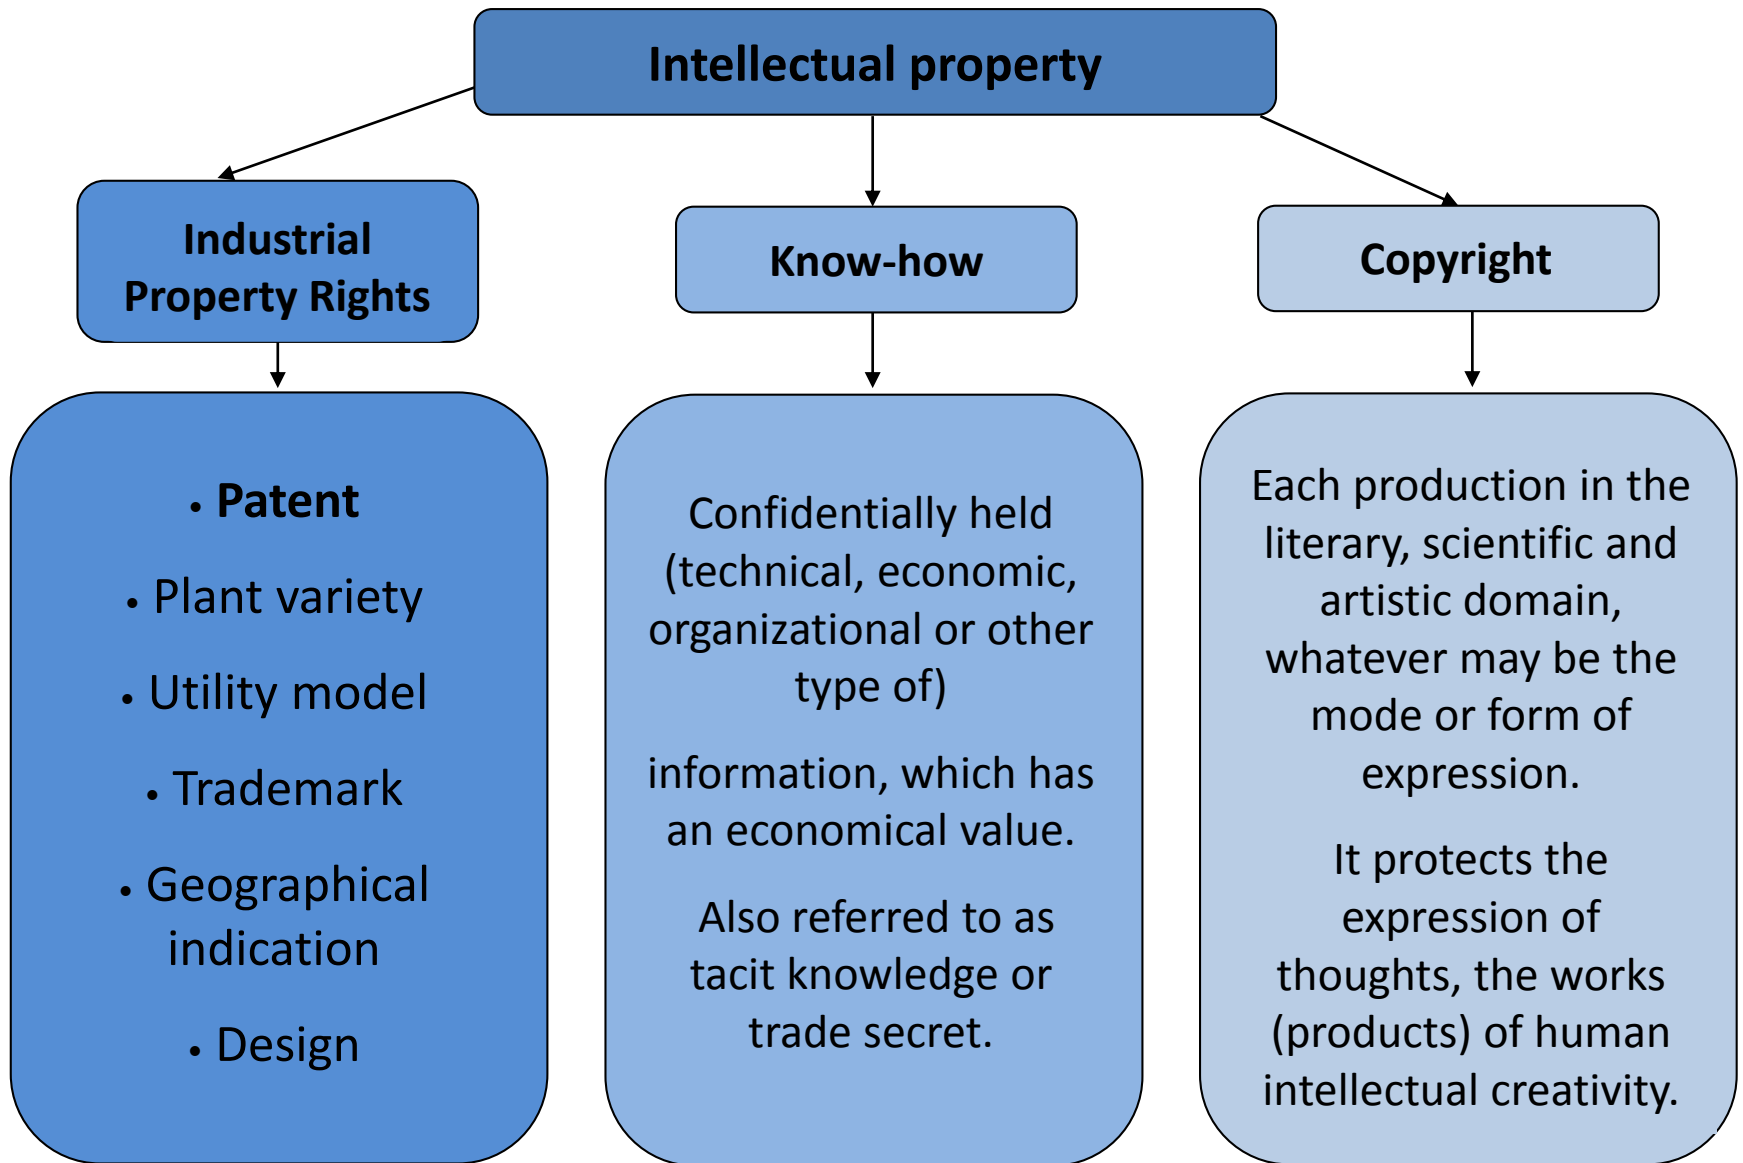 Intellectual property
Industrial
Property Rights
Know-how
Copyright
• Patent
• Plant variety
• Utility model
• Trademark
• Geographical
indication
• Design
Confidentially held
(technical, economic,
organizational or other
type of)
information, which has
an economical value.
Also referred to as
tacit knowledge or
trade secret.
Each production in the
literary, scientific and
artistic domain,
whatever may be the
mode or form of
expression.
It protects the
expression of
thoughts, the works
(products) of human
intellectual creativity.